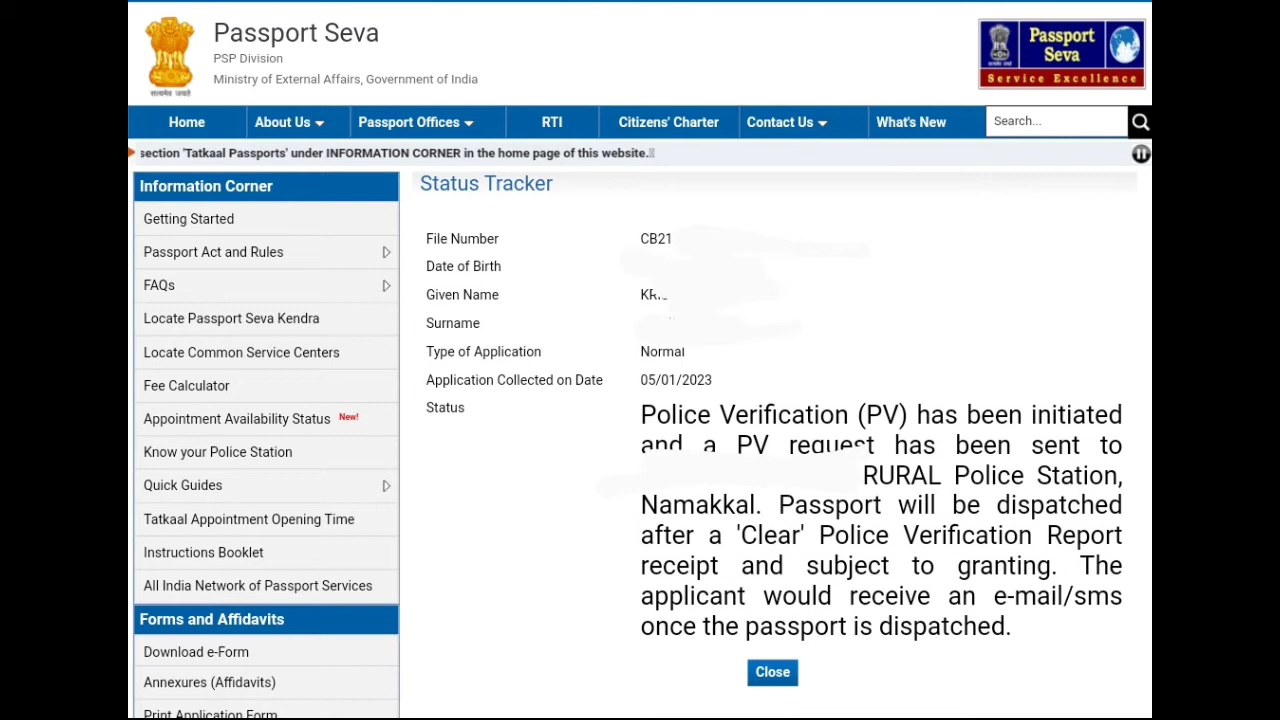 Passport Seva
PSP Division
Ministry of External Affairs, Government of India
सत्यमेव जयते
Passport
Seva
Service Excellence
Home About Us Passport Offices RTI Citizens' Charter Contact Us What's New Search...
section 'Tatkaal Passports' under INFORMATION CORNER in the home page of this website.
Information Corner
Getting Started
Passport Act and Rules
FAQs
Locate Passport Seva Kendra
Locate Common Service Centers
Fee Calculator
Appointment Availability Status New!
Know your Police Station
Quick Guides
Tatkaal Appointment Opening Time
Instructions Booklet
All India Network of Passport Services
Forms and Affidavits
Download e-Form
Annexures (Affidavits)
Print Application Form
Status Tracker
File Number CB21
Date of Birth
Given Name
Surname
Type of Application Normal
Application Collected on Date 05/01/2023
Status
Police Verification (PV) has been initiated
and a PV request has been sent to
RURAL Police Station,
Namakkal. Passport will be dispatched
after a 'Clear' Police Verification Report
receipt and subject to granting. The
applicant would receive an e-mail/sms
once the passport is dispatched.
Close